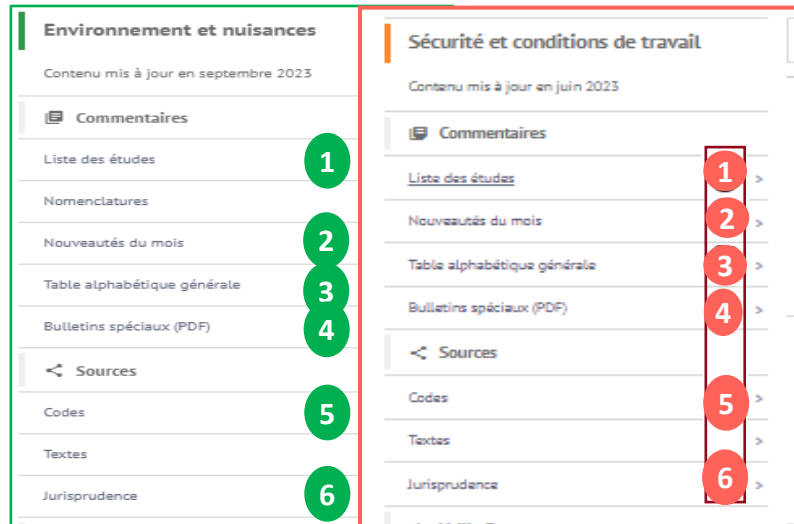 Environnement et nuisances
Contenu mis à jour en septembre 2023
Commentaires
Liste des études 1
Nomenclatures
Nouveautés du mois 2
Table alphabétique générale 3
Bulletins spéciaux (PDF) 4
Sources
Codes 5
Textes
Jurisprudence 6
Sécurité et conditions de travail
Contenu mis à jour en juin 2023
Commentaires
Liste des études 1 >
Nouveautés du mois 2 >
Table alphabétique générale 3 >
Bulletins spéciaux (PDF) 4 >
Sources
Codes 5 >
Textes >
Jurisprudence 6 >